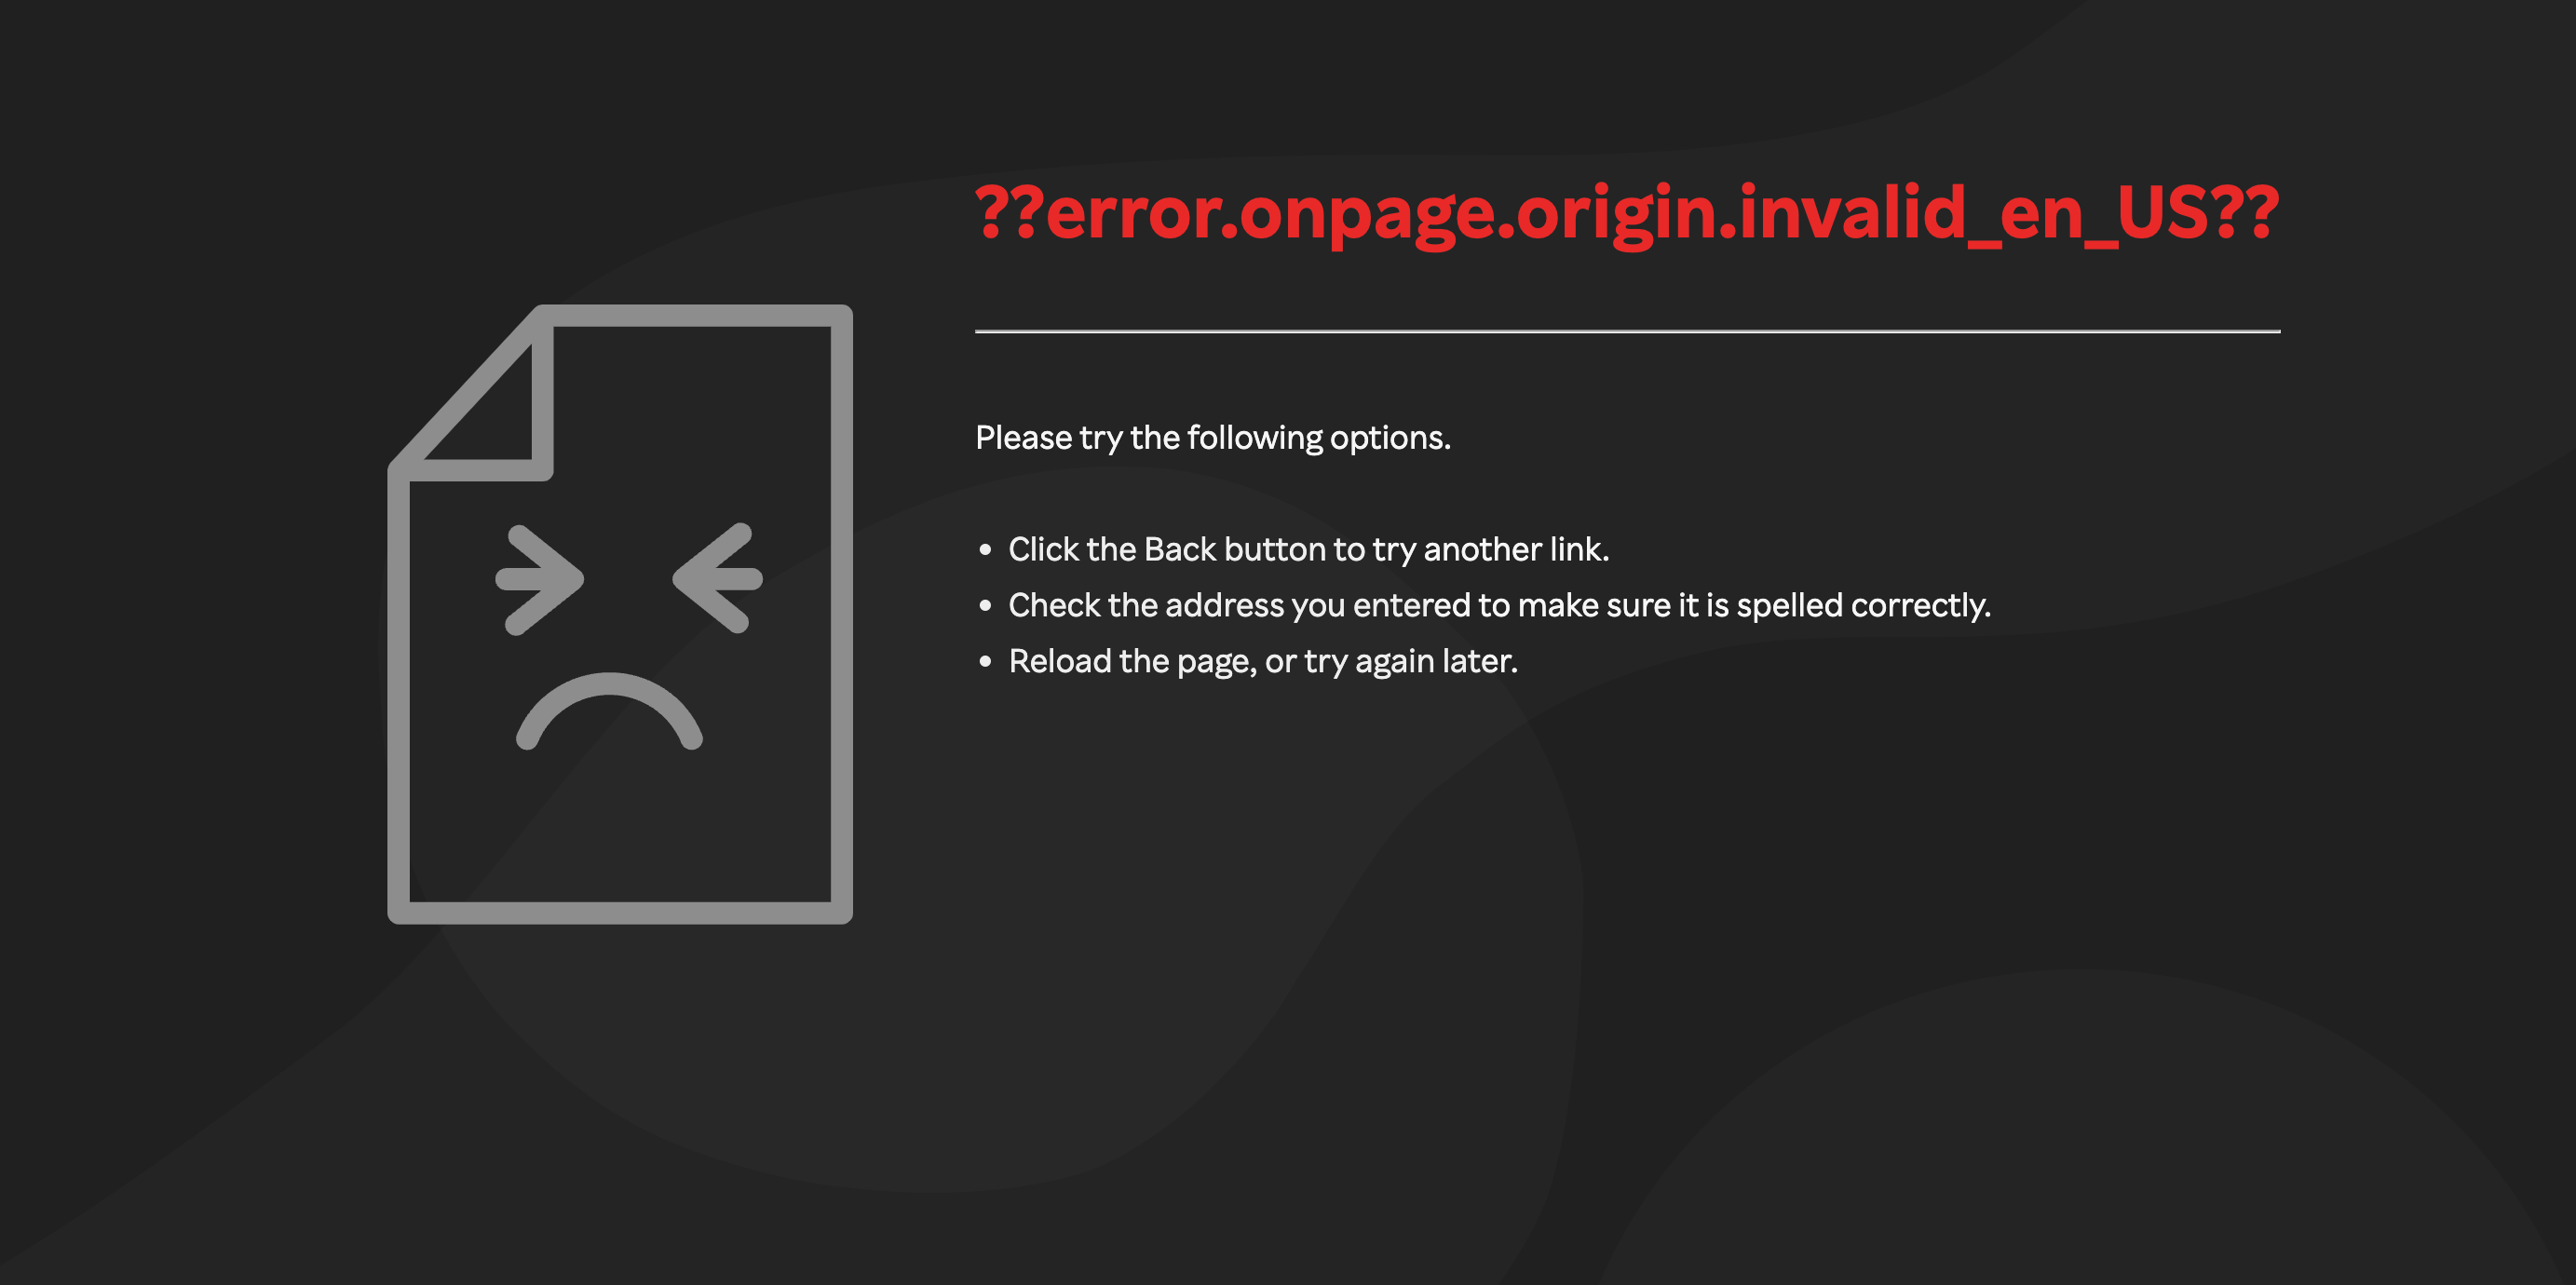 ??error.onpage.origin.invalid_en_US??
Please try the following options.
• Click the Back button to try another link.
• Check the address you entered to make sure it is spelled correctly.
• Reload the page, or try again later.